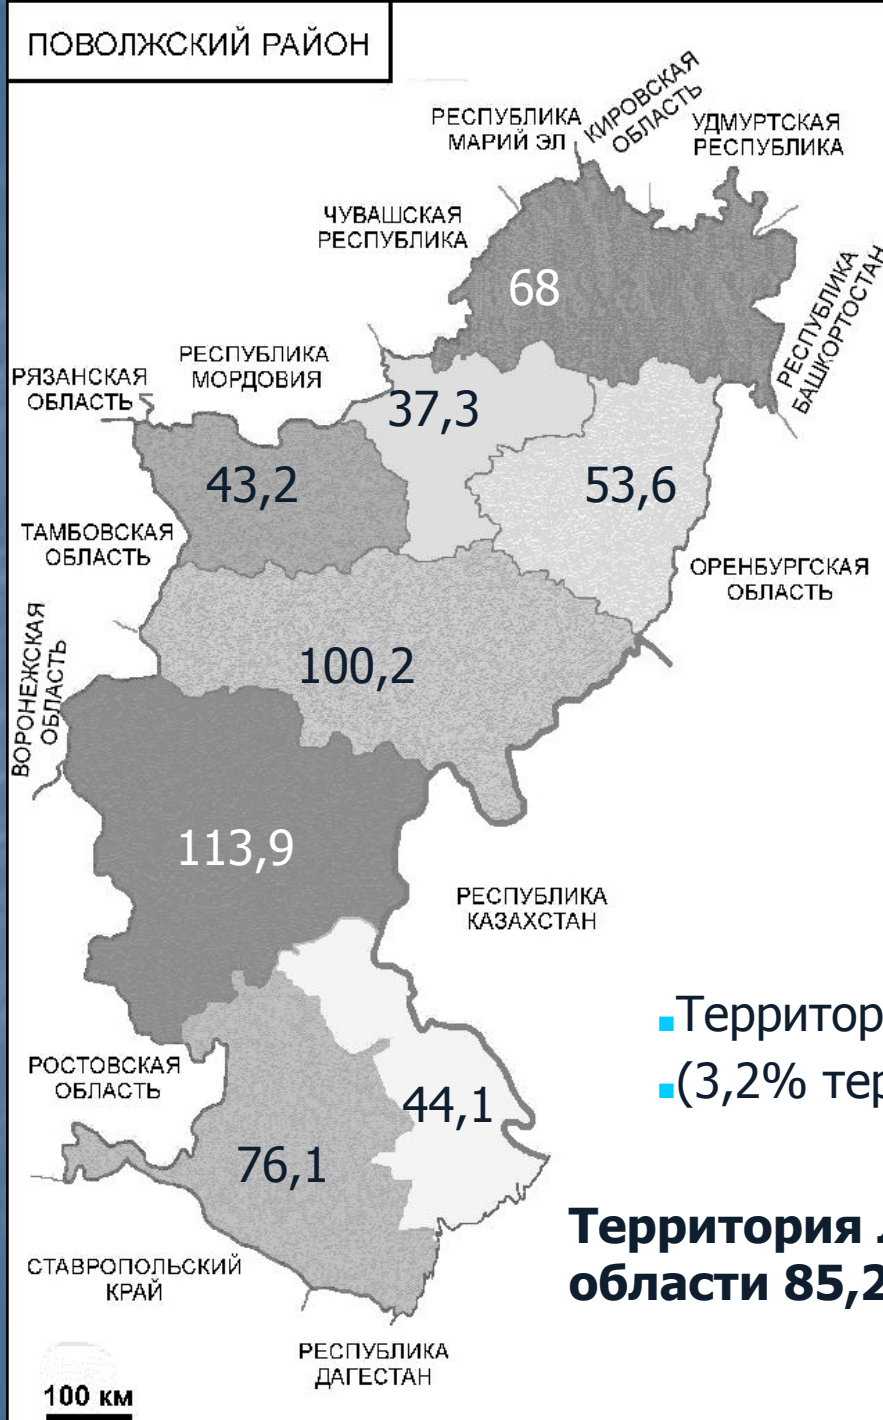 ПОВОЛЖСКИЙ РАЙОН
РЕСПУБЛИКА
МАРИЙ ЭЛ
КИРОВСКАЯ
ОБЛАСТЬ
УДМУРТСКАЯ
РЕСПУБЛИКА
ЧУВАШСКАЯ
РЕСПУБЛИКА
68
РЕСПУБЛИКА
БАШКОРТОСТАН
РЕСПУБЛИКА
МОРДОВИЯ
РЯЗАНСКАЯ
ОБЛАСТЬ
37,3
43,2
53,6
ТАМБОВСКАЯ
ОБЛАСТЬ
ОРЕНБУРГСКАЯ
ОБЛАСТЬ
ВОРОНЕЖСКАЯ
ОБЛАСТЬ
100,2
113,9
РЕСПУБЛИКА
КАЗАХСТАН
Территор
(3,2% тер
РОСТОВСКАЯ
ОБЛАСТЬ
44,1
76,1
Территория
области 85,2
СТАВРОПОЛЬСКИЙ
КРАЙ
РЕСПУБЛИКА
ДАГЕСТАН
100 км